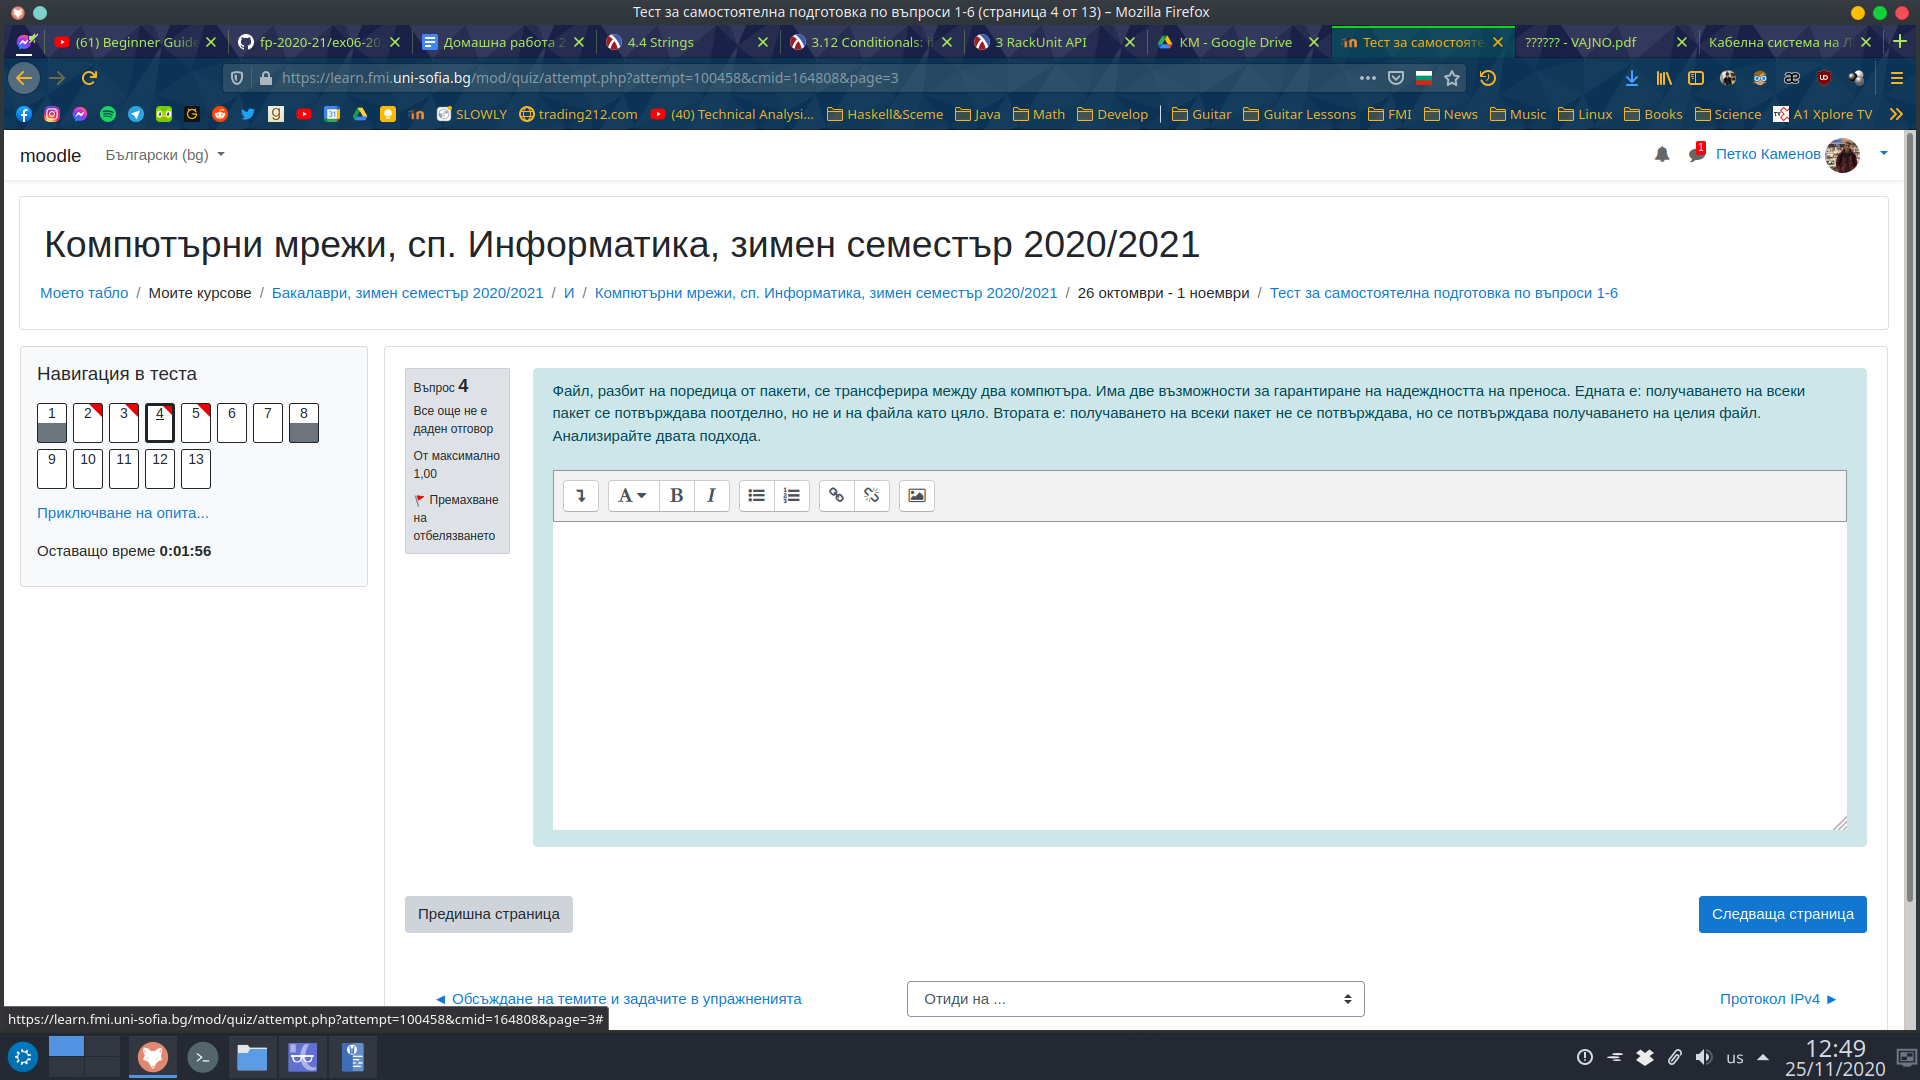 Тест за самостоятелна подготовка по въпроси 1-6 (страница 4 от 13) – Mozilla Firefox
(61) Beginner Guide
fp-2020-21/ex06-20
Домашна работа 2
4.4 Strings
3.12 Conditionals: i
3 RackUnit API
КМ - Google Drive
Тест за самостояте
?????? - VAJNO.pdf
Кабелна система на Л
https://learn.fmi.uni-sofia.bg/mod/quiz/attempt.php?attempt=100458&cmid=164808&page=3
SLOWLY
trading212.com
(40) Technical Analysi...
Haskell&Sceme
Java
Math
Develop
Guitar
Guitar Lessons
FMI
News
Music
Linux
Books
Science
A1 Xplore TV
moodle
Български (bg)
1
Петко Каменов
Компютърни мрежи, сп. Информатика, зимен семестър 2020/2021
Моето табло / Моите курсове / Бакалаври, зимен семестър 2020/2021 / И / Компютърни мрежи, сп. Информатика, зимен семестър 2020/2021 / 26 октомври - 1 ноември / Тест за самостоятелна подготовка по въпроси 1-6
Навигация в теста
1 2 3 4 5 6 7 8
9 10 11 12 13
Приключване на опита...
Оставащо време 0:01:56
Въпрос 4
Все още не е
даден отговор
От максимално
1,00
Премахване
на
отбелязването
Файл, разбит на поредица от пакети, се трансферира между два компютъра. Има две възможности за гарантиране на надеждността на преноса. Едната е: получаването на всеки
пакет се потвърждава поотделно, но не и на файла като цяло. Втората е: получаването на всеки пакет не се потвърждава, но се потвърждава получаването на целия файл.
Анализирайте двата подхода.
A B I
Предишна страница
Следваща страница
◄ Обсъждане на темите и задачите в упражненията
Отиди на ...
Протокол IPv4 ►
https://learn.fmi.uni-sofia.bg/mod/quiz/attempt.php?attempt=100458&cmid=164808&page=3#
us
12:49
25/11/2020